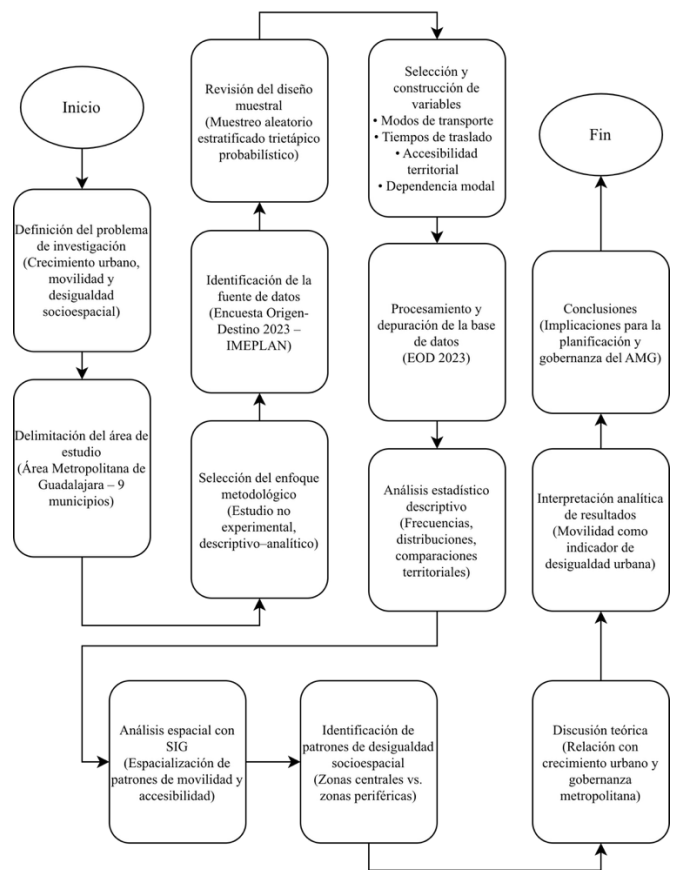 Inicio
Definición del problema
de investigación
(Crecimiento urbano,
movilidad y
desigualdad
socioespacial)
Delimitación del área de
estudio
(Área Metropolitana de
Guadalajara – 9
municipios)
Selección del enfoque
metodológico
(Estudio no
experimental,
descriptivo–analítico)
Identificación de la
fuente de datos
(Encuesta Origen-
Destino 2023 –
IMEPLAN)
Revisión del diseño
muestral
(Muestreo aleatorio
estratificado trietápico
probabilístico)
Selección y
construcción de
variables
• Modos de transporte
• Tiempos de traslado
• Accesibilidad
territorial
• Dependencia modal
Procesamiento y
depuración de la base
de datos
(EOD 2023)
Análisis estadístico
descriptivo
(Frecuencias,
distribuciones,
comparaciones
territoriales)
Análisis espacial con
SIG
(Espacialización de
patrones de movilidad y
accesibilidad)
Identificación de
patrones de desigualdad
socioespacial
(Zonas centrales vs.
zonas periféricas)
Discusión teórica
(Relación con
crecimiento urbano y
gobernanza
metropolitana)
Interpretación analítica
de resultados
(Movilidad como
indicador de
desigualdad urbana)
Conclusiones
(Implicaciones para la
planificación y
gobernanza del AMG)
Fin